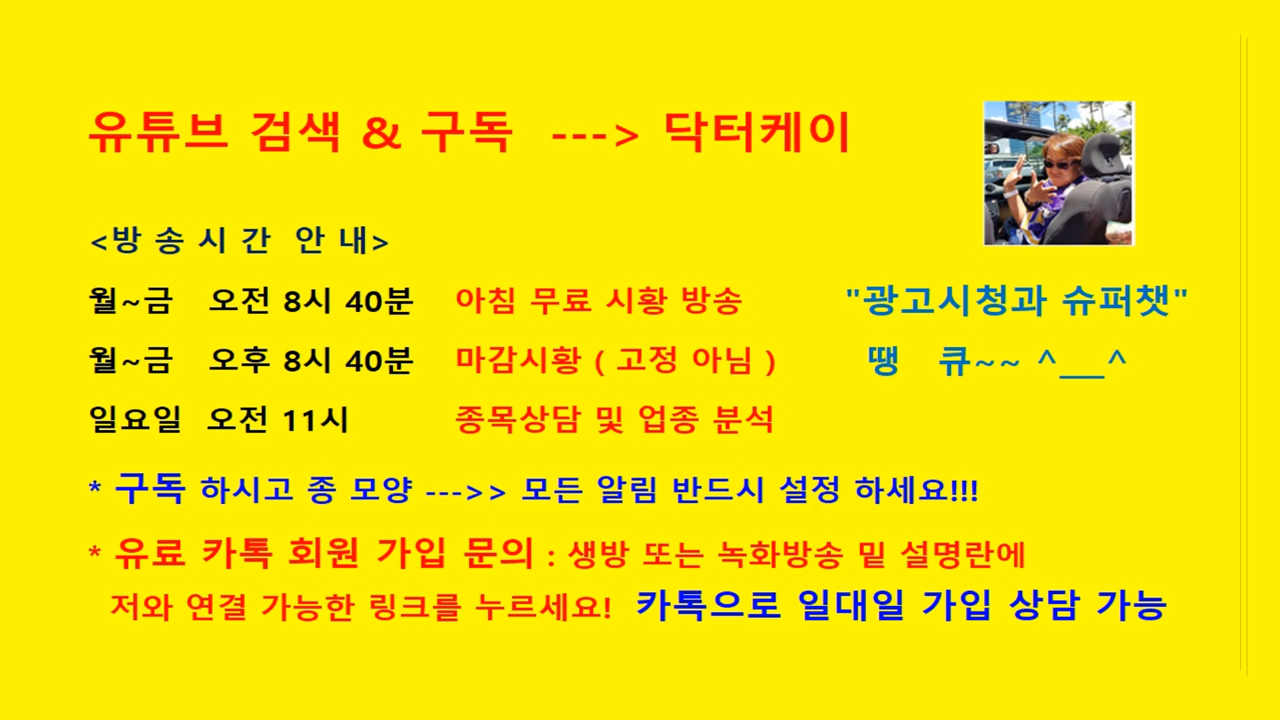 유튜브 검색 & 구독 ---> 닥터케이
<방 송 시 간 안 내>
월~금 오전 8시 40분 아침 무료 시황 방송 "광고시청과 슈퍼챗"
월~금 오후 8시 40분 마감시황 ( 고정 아님 ) 땡 큐~~ ^__^
일요일 오전 11시 종목상담 및 업종 분석
* 구독 하시고 종 모양 --->> 모든 알림 반드시 설정 하세요!!!
* 유료 카톡 회원 가입 문의 : 생방 또는 녹화방송 밑 설명란에
저와 연결 가능한 링크를 누르세요! 카톡으로 일대일 가입 상담 가능